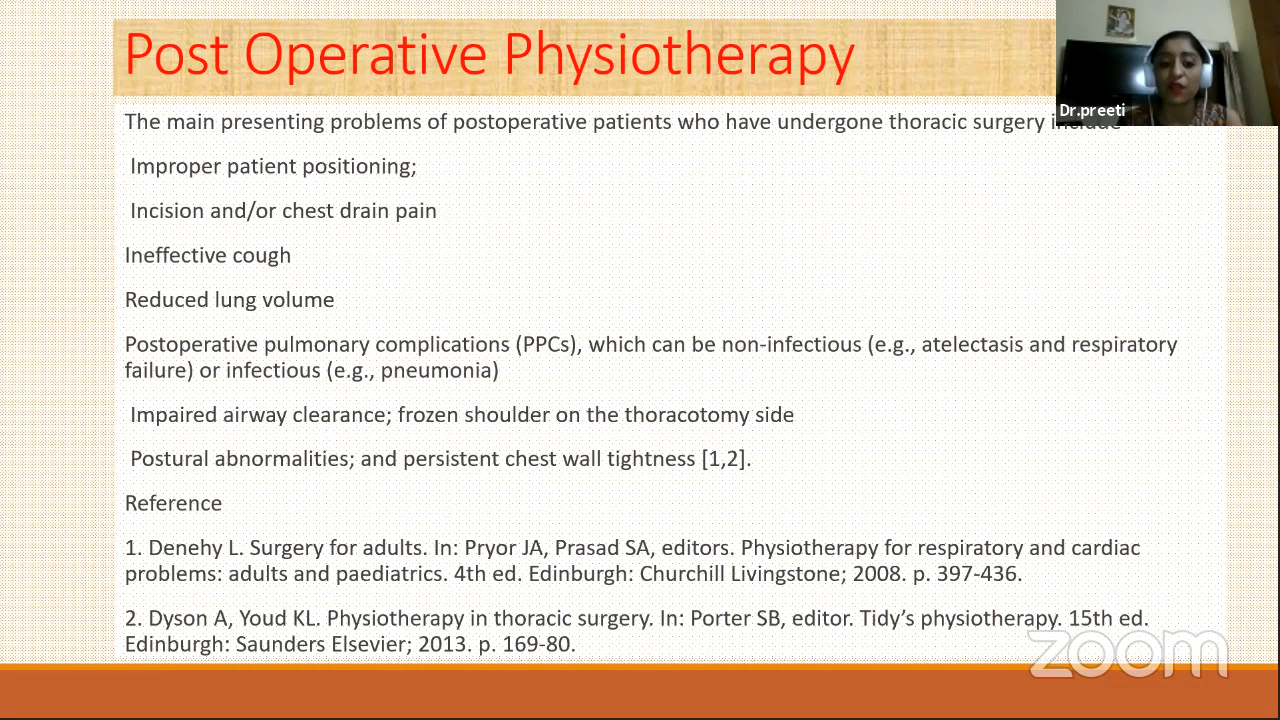 Post Operative Physiotherapy
Dr.preeti
The main presenting problems of postoperative patients who have undergone thoracic surgery
Improper patient positioning;
Incision and/or chest drain pain
Ineffective cough
Reduced lung volume
Postoperative pulmonary complications (PPCs), which can be non-infectious (e.g., atelectasis and respiratory
failure) or infectious (e.g., pneumonia)
Impaired airway clearance; frozen shoulder on the thoracotomy side
Postural abnormalities; and persistent chest wall tightness [1,2].
Reference
1. Denehy L. Surgery for adults. In: Pryor JA, Prasad SA, editors. Physiotherapy for respiratory and cardiac
problems: adults and paediatrics. 4th ed. Edinburgh: Churchill Livingstone; 2008. p. 397-436.
2. Dyson A, Youd KL. Physiotherapy in thoracic surgery. In: Porter SB, editor. Tidy’s physiotherapy. 15th ed.
Edinburgh: Saunders Elsevier; 2013. p. 169-80.
zoom